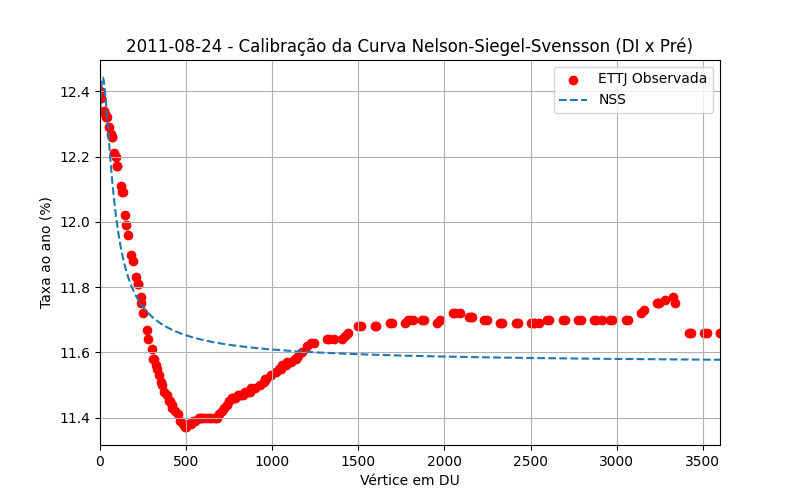 2011-08-24 - Calibração da Curva Nelson-Siegel-Svensson (DI x Pré)
ETTJ Observada
NSS
Taxa ao ano (%)
12.4
12.2
12.0
11.8
11.6
11.4
0 500 1000 1500 2000 2500 3000 3500
Vértice em DU